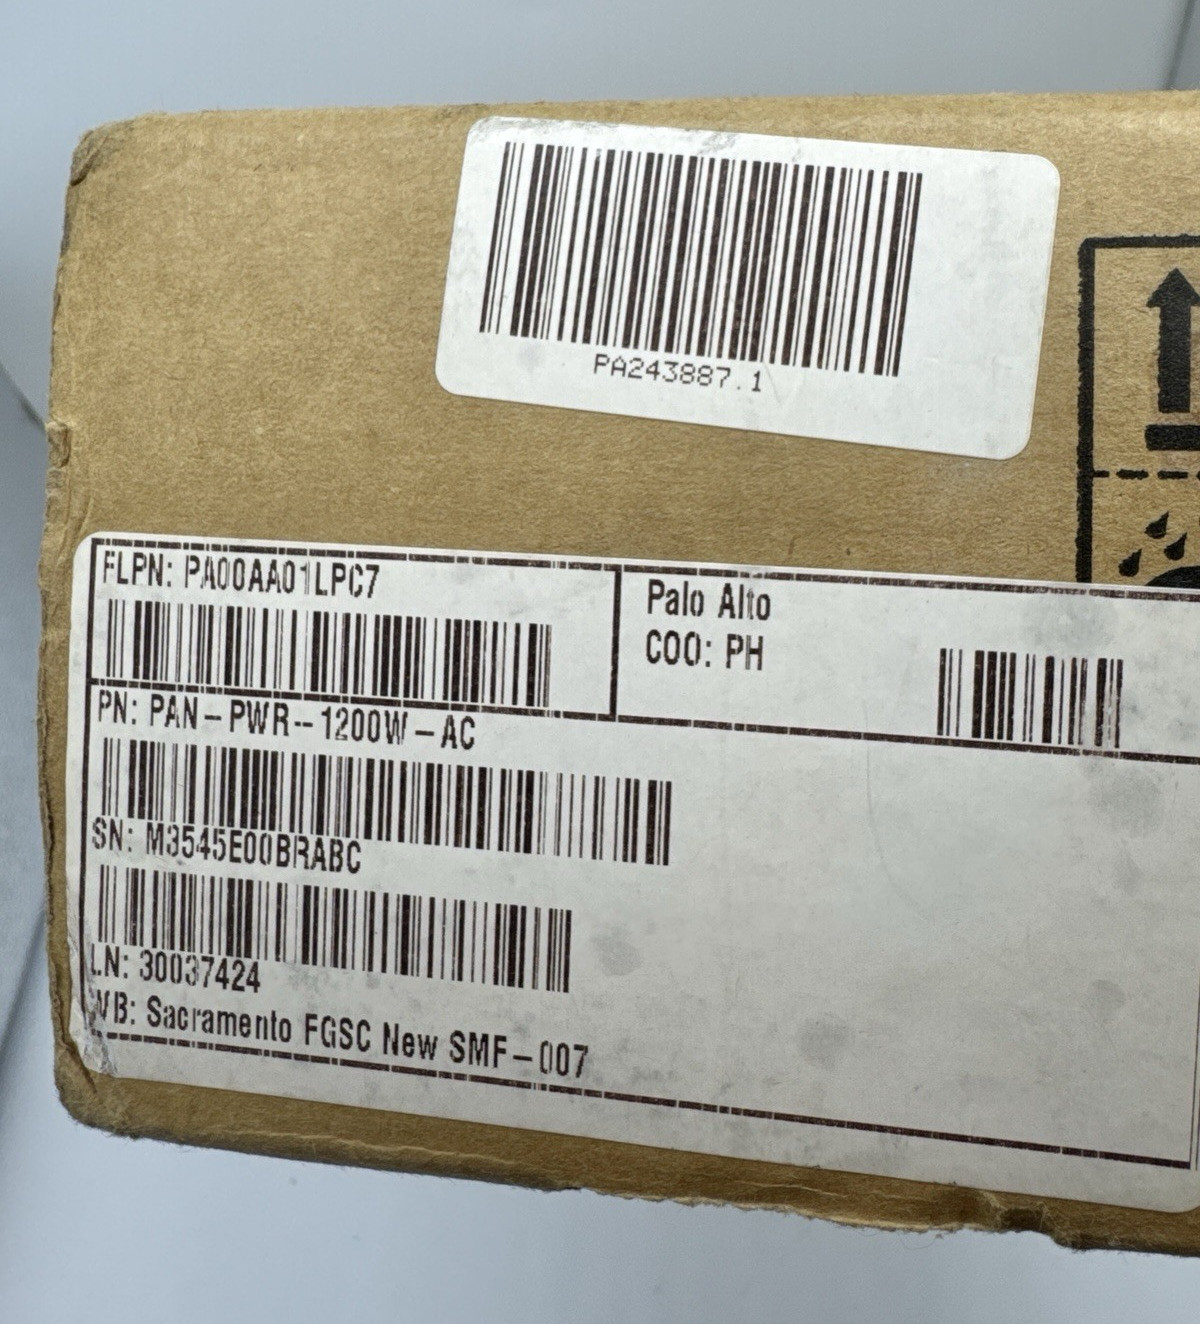 PA243887.1
FLPN: PA00AA01LPC7
Palo Alto
COO: PH
PN: PAN-PWR-1200W-AC
SN: M3545E00BRABC
LN: 30037424
WB: Sacramento FGSC New SMF-007